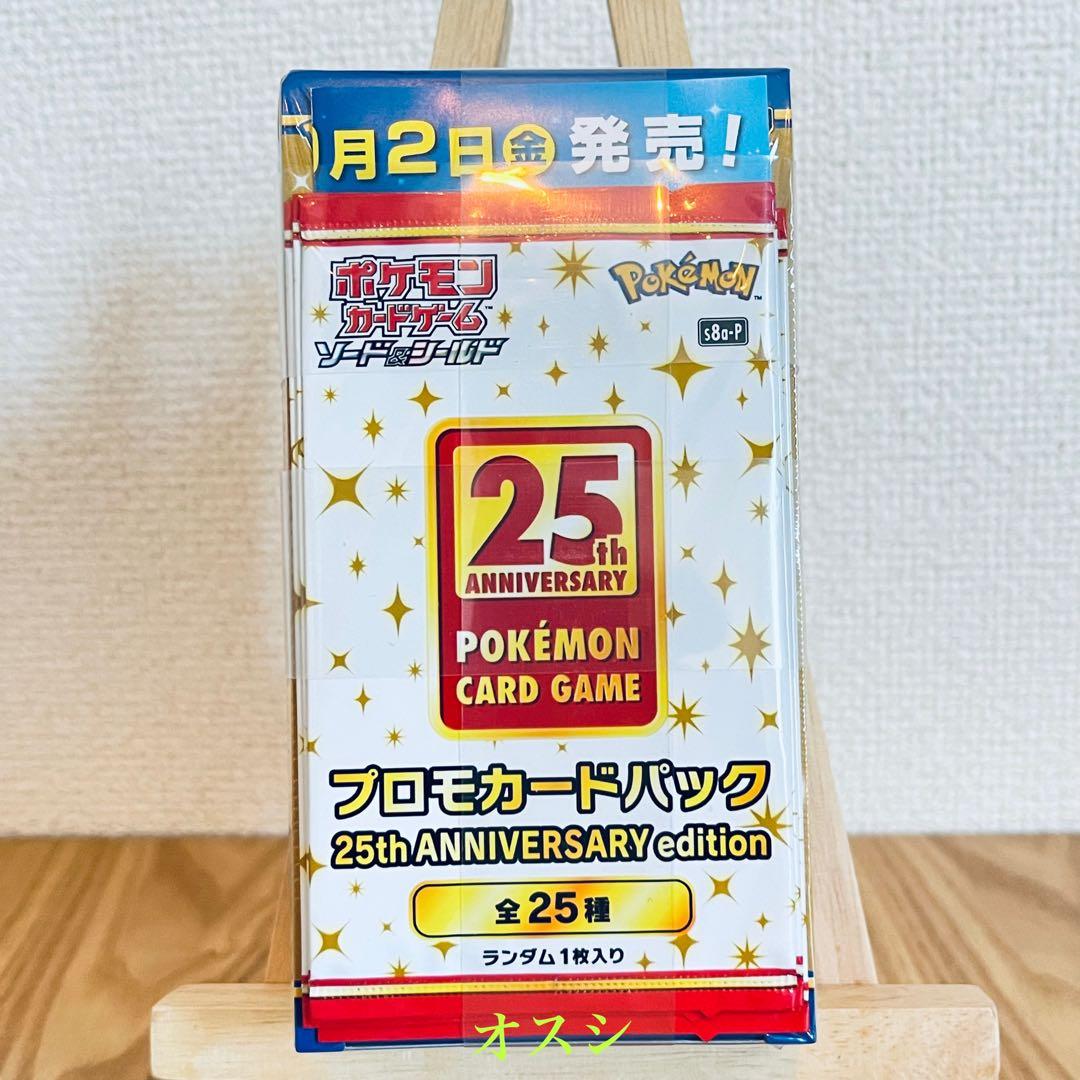 月2日金 発売!
ポケモン
カードゲーム
ソード&シールド
Pokémon
s8a-P
25th
ANNIVERSARY
POKÉMON
CARD GAME
プロモカードパック
25th ANNIVERSARY edition
全25種
ランダム1枚入り
オスシ